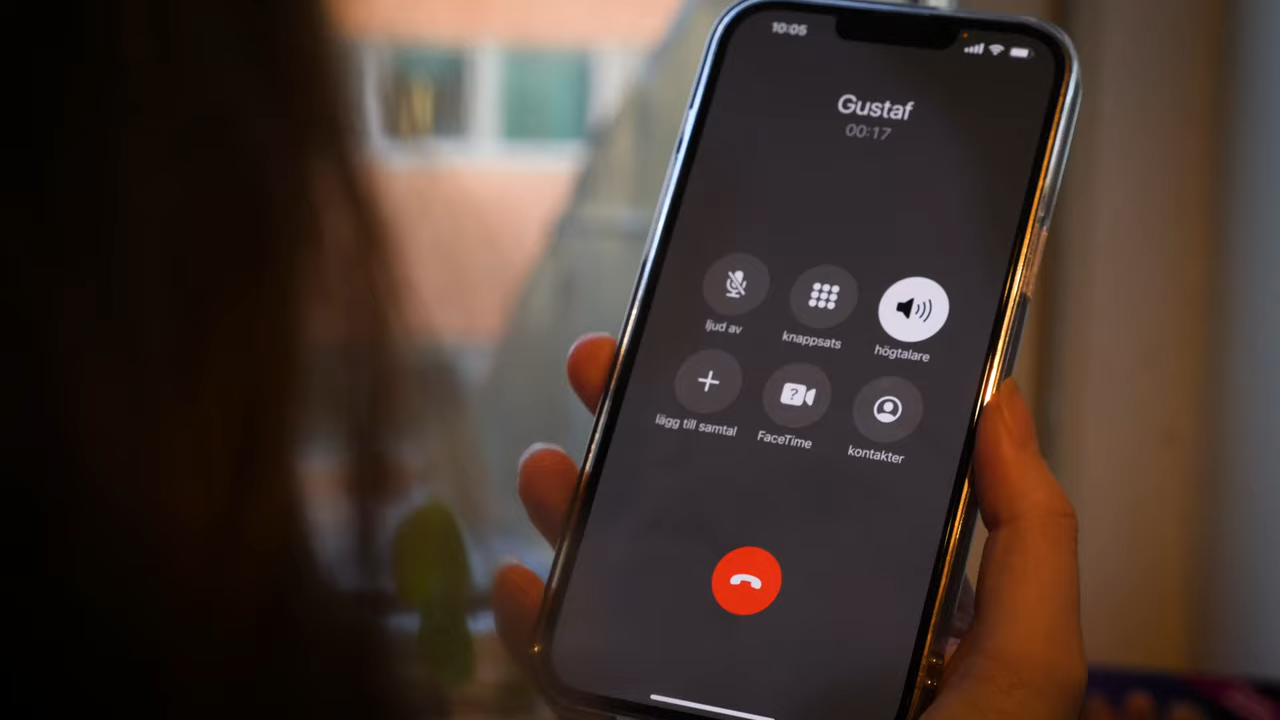 10:05
Gustaf
00:17
ljud av
knappsats
högtalare
lägg till samtal
?
FaceTime
kontakter